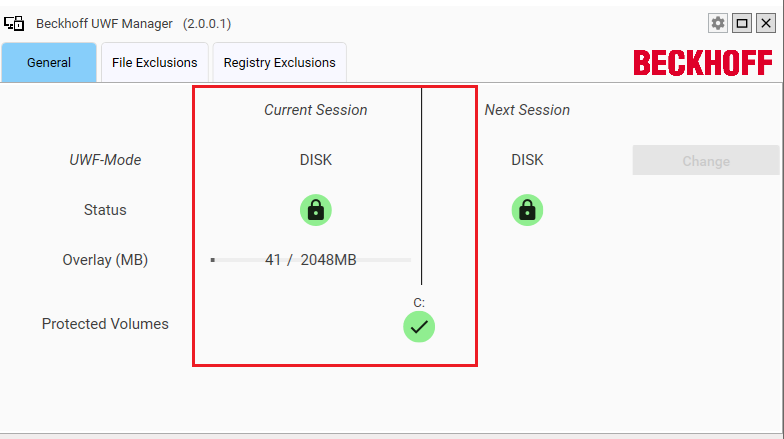 Beckhoff UWF Manager (2.0.0.1)
General File Exclusions Registry Exclusions BECKHOFF
Current Session Next Session
UWF-Mode DISK DISK Change
Status
Overlay (MB) 41 / 2048MB
C:
Protected Volumes